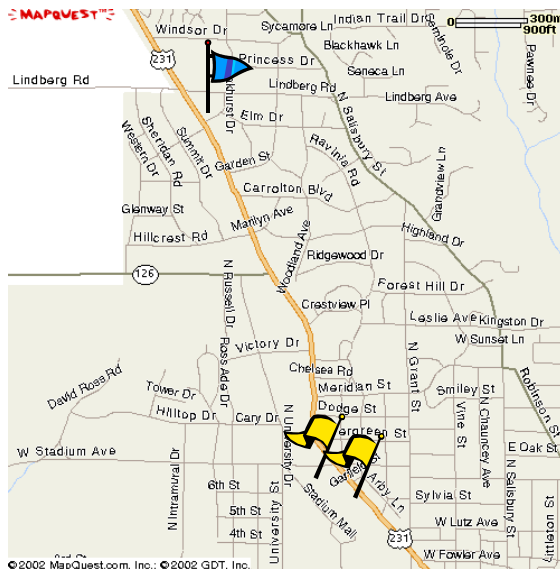 MAPQUEST
Windsor Dr
Sycamore Ln
Indian Trail Dr
0 300m
900ft
Blackhawk Ln
Seminole Dr
Pawnee Dr
231
Princess Dr
Seneca Ln
Lindberg Rd
Lindberg Rd
Lindberg Ave
N Salisbury St
Elm Dr
Sheridan Rd
Western Dr
Summit Dr
Ravinia Rd
Garden St
Grandview Ln
Carrolton Blvd
Glenway St
Marilyn Ave
Hillcrest Rd
Highland Dr
Woodland Ave
Ridgewood Dr
126
N Russell Dr
Forest Hill Dr
Crestview Pl
Leslie Ave
Kingston Dr
W Sunset Ln
Victory Dr
Ross Ade Dr
N Grant St
Robinson St
Chelsea Rd
David Ross Rd
Tower Dr
Meridian St
Smiley St
Hilltop Dr
Cary Dr
Dodge St
Vine St
N Chauncey Ave
N University Dr
E Oak St
W Stadium Ave
Garfield St
N Intramural Dr
6th St
Arby Ln
Sylvia St
N Salisbury St
5th St
University St
Stadium Mall
4th St
W Lutz Ave
Littleton St
231
W Fowler Ave
©2002 MapQuest.com, Inc.; ©2002 GDT, Inc.